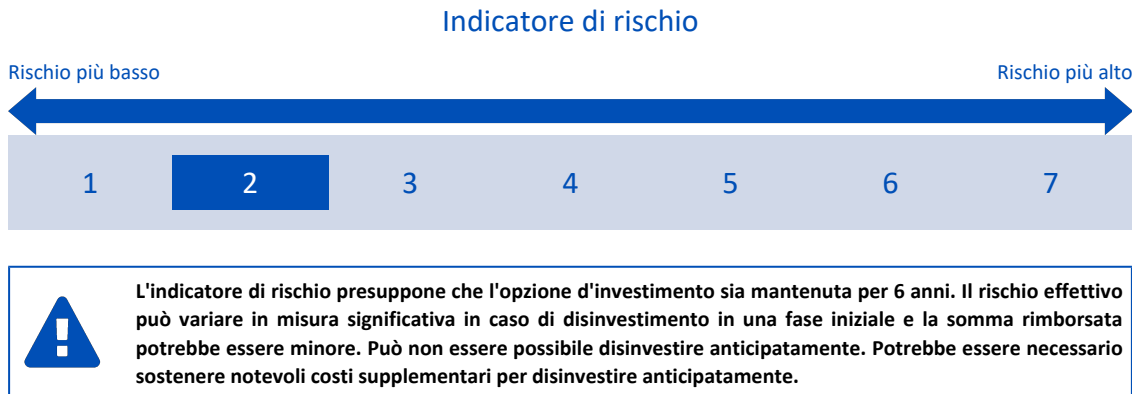 Indicatore di rischio
Rischio più basso
Rischio più alto
1 2 3 4 5 6 7
L'indicatore di rischio presuppone che l'opzione d'investimento sia mantenuta per 6 anni. Il rischio effettivo
può variare in misura significativa in caso di disinvestimento in una fase iniziale e la somma rimborsata
potrebbe essere minore. Può non essere possibile disinvestire anticipatamente. Potrebbe essere necessario
sostenere notevoli costi supplementari per disinvestire anticipatamente.